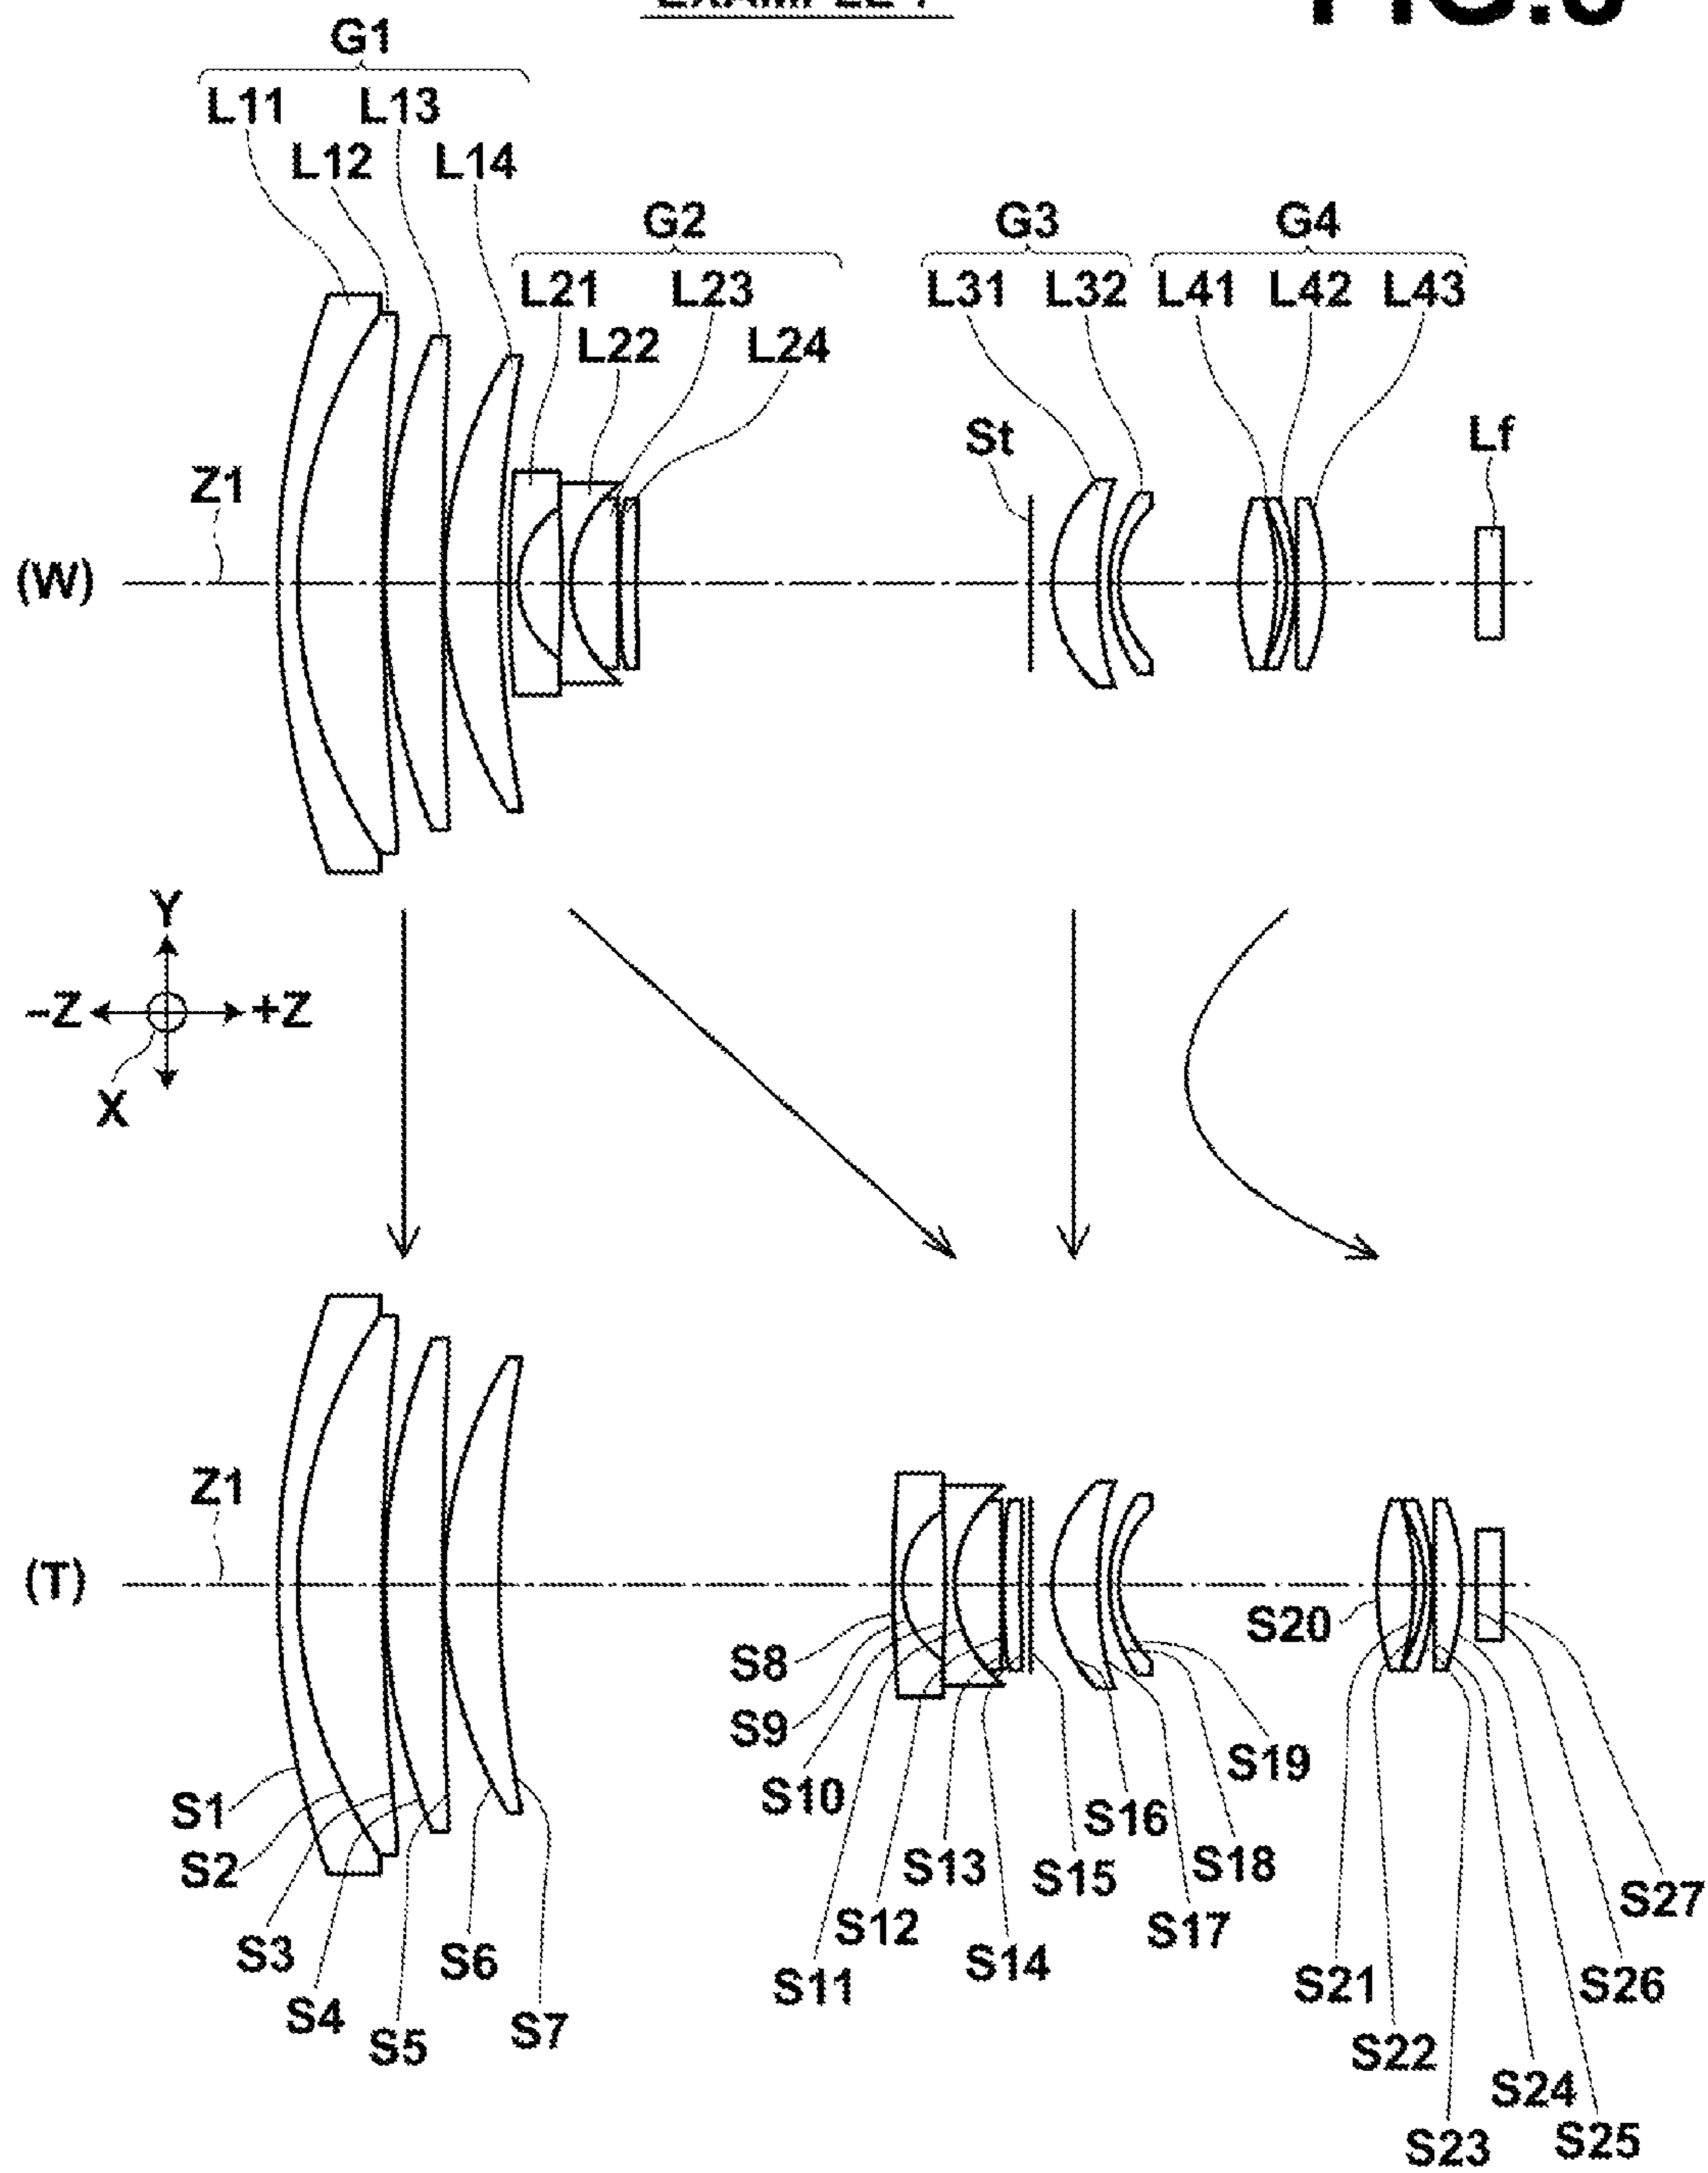 G1
L11 L13
L12 L14
G2 G3 G4
L21 L23 L31 L32 L41 L42 L43
L22 L24
St Lf
Z1
(W)
Y
–Z +Z
X
Z1
(T)
S8 S20
S9
S10 S19
S1 S16
S2 S13 S15 S18
S12 S27
S3 S6 S11 S14 S17 S21 S26
S4 S5 S7 S22
S24
S23 S25